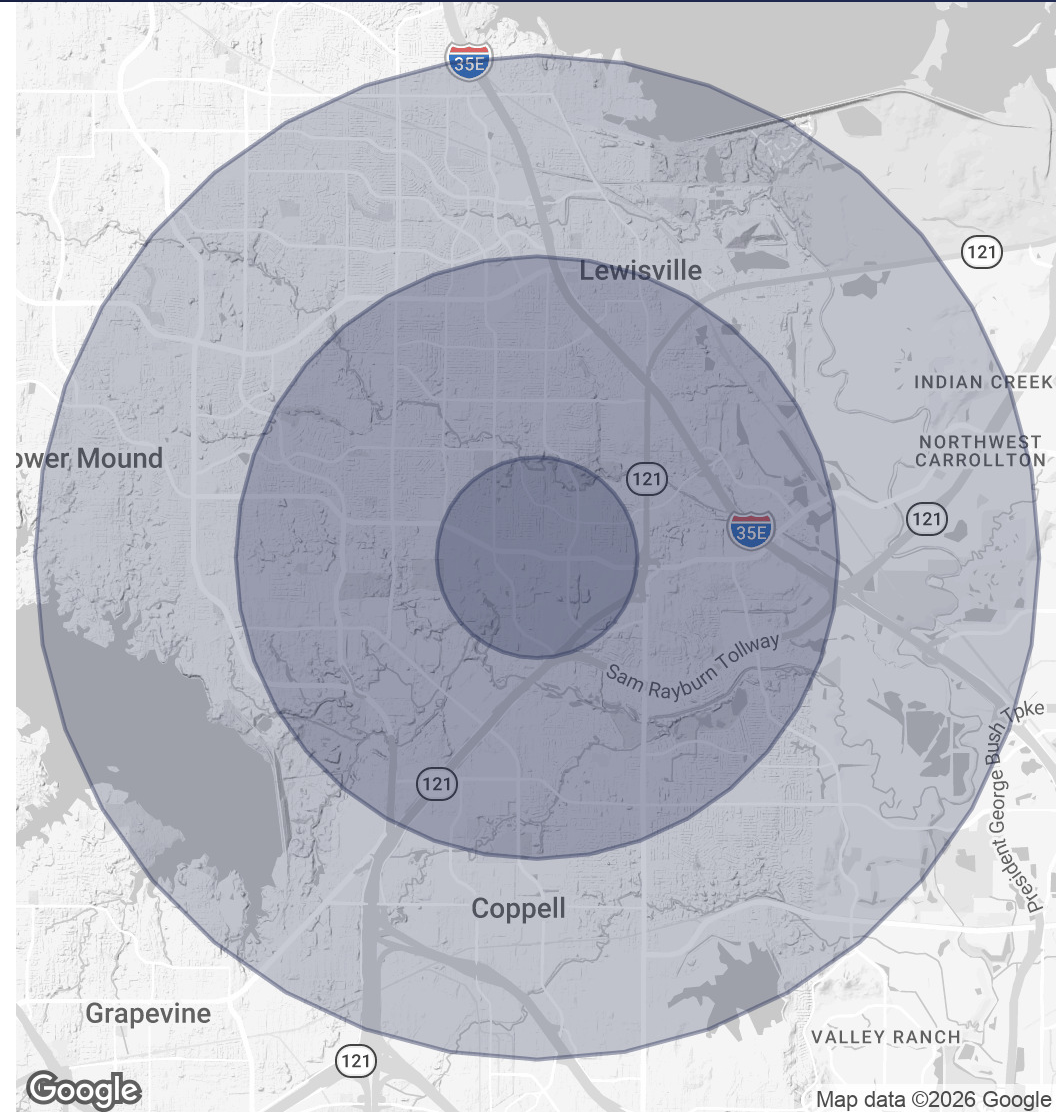 35E
121
Lewisville
INDIAN CREEK
NORTHWEST
CARROLLTON
ower Mound
121
121
35E
Sam Rayburn Tollway
President George Bush Tpke
121
Coppell
Grapevine
VALLEY RANCH
121
Google
Map data ©2026 Google